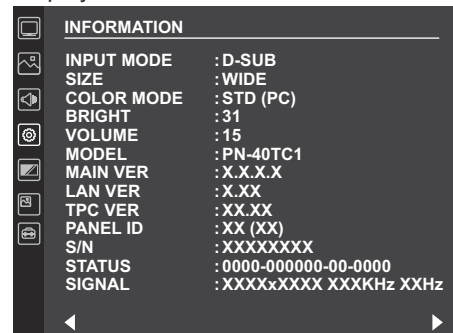 INFORMATION
INPUT MODE : D-SUB
SIZE : WIDE
COLOR MODE : STD (PC)
BRIGHT : 31
VOLUME : 15
MODEL : PN-40TC1
MAIN VER : X.X.X.X
LAN VER : X.XX
TPC VER : XX.XX
PANEL ID : XX (XX)
S/N : XXXXXXXX
STATUS : 0000-000000-00-0000
SIGNAL : XXXXxXXXX XXXKHz XXHz